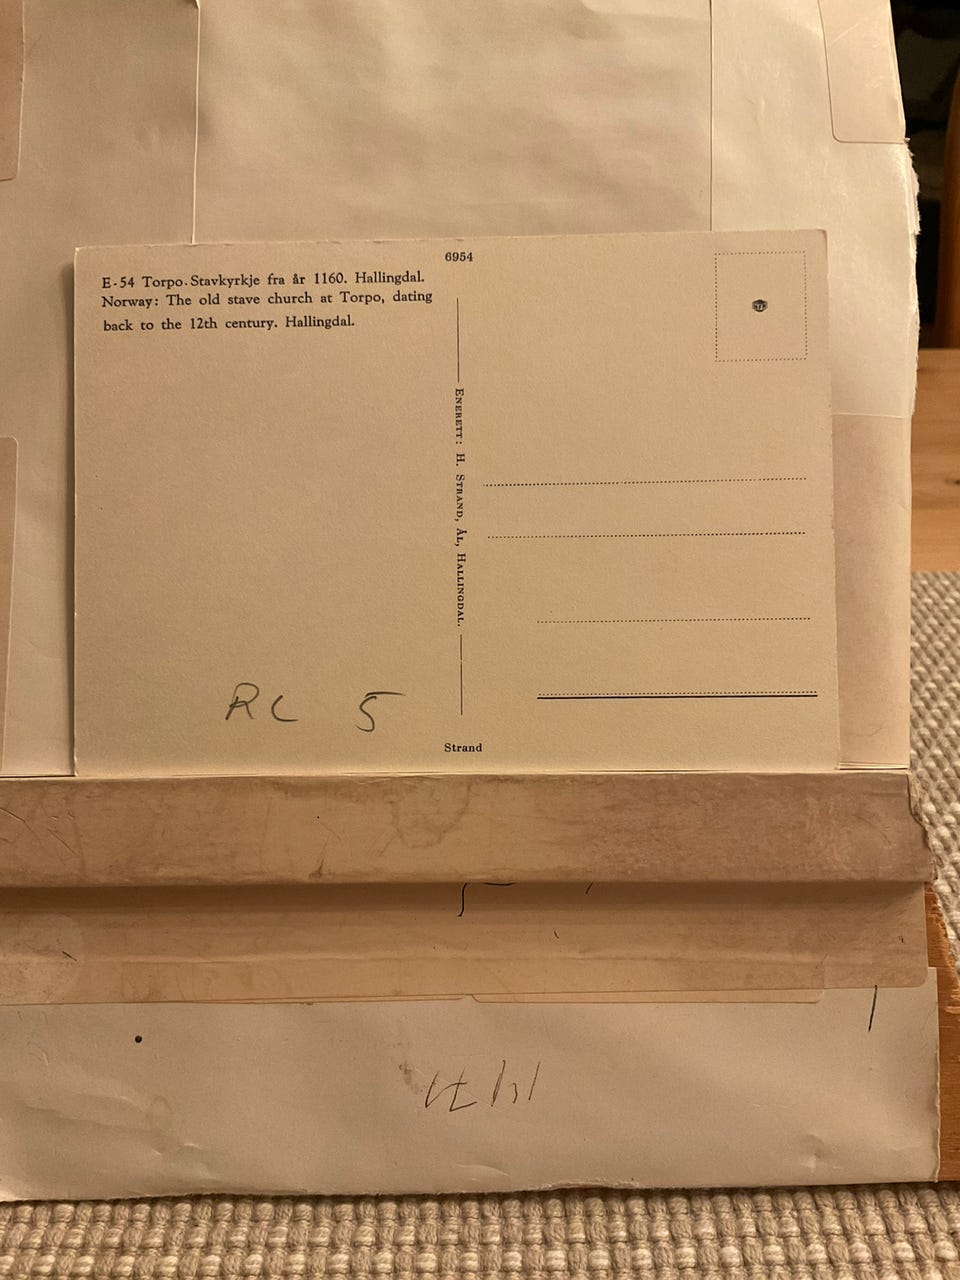 6954
E-54 Torpo. Stavkyrkje fra år 1160. Hallingdal.
Norway: The old stave church at Torpo, dating
back to the 12th century. Hallingdal.
ENERETT: H. STRAND, ÅL, HALLINGDAL.
RC 5
Strand